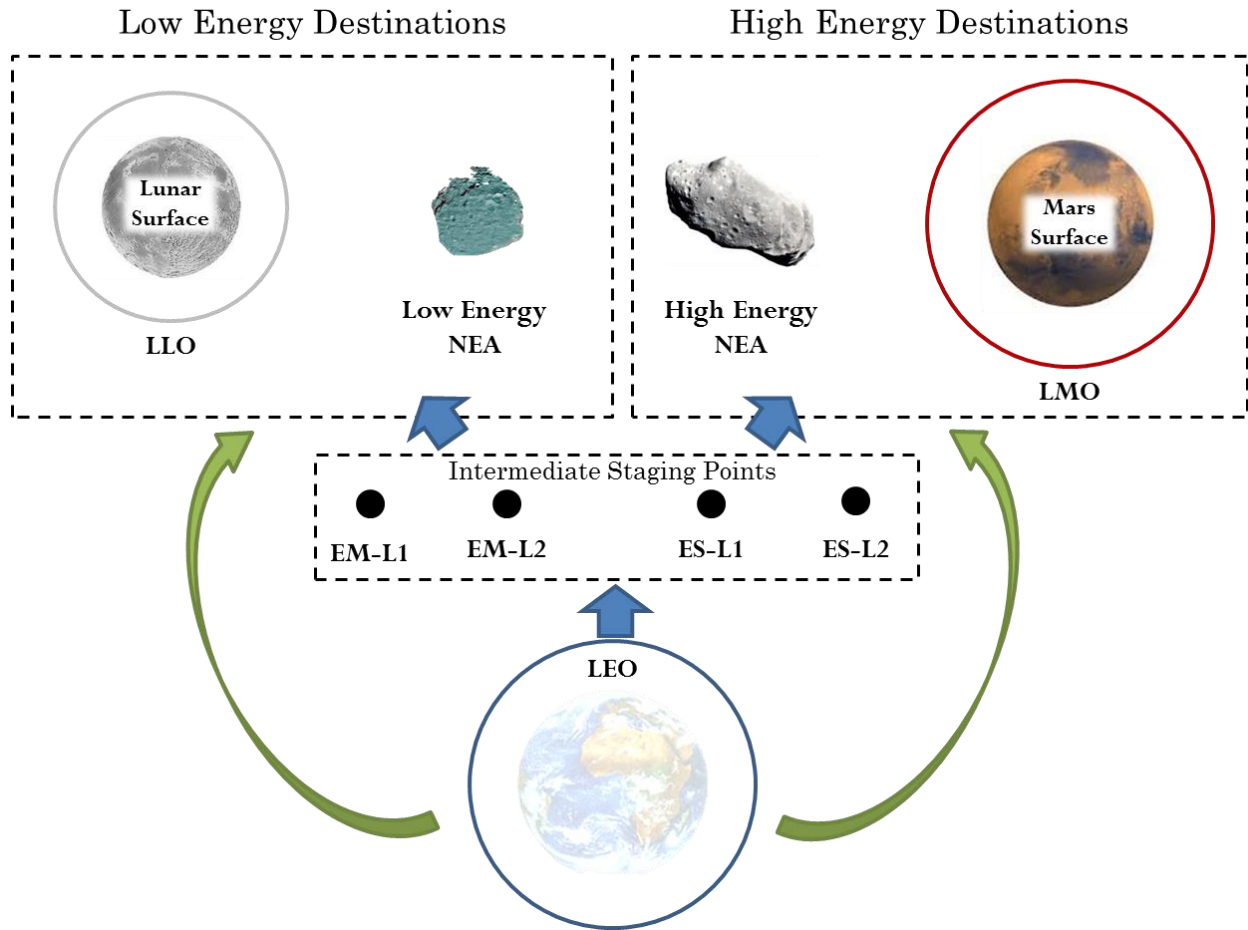 Low Energy Destinations
High Energy Destinations
Lunar
Surface
LLO
Low Energy
NEA
High Energy
NEA
Mars
Surface
LMO
Intermediate Staging Points
EM-L1
EM-L2
ES-L1
ES-L2
LEO